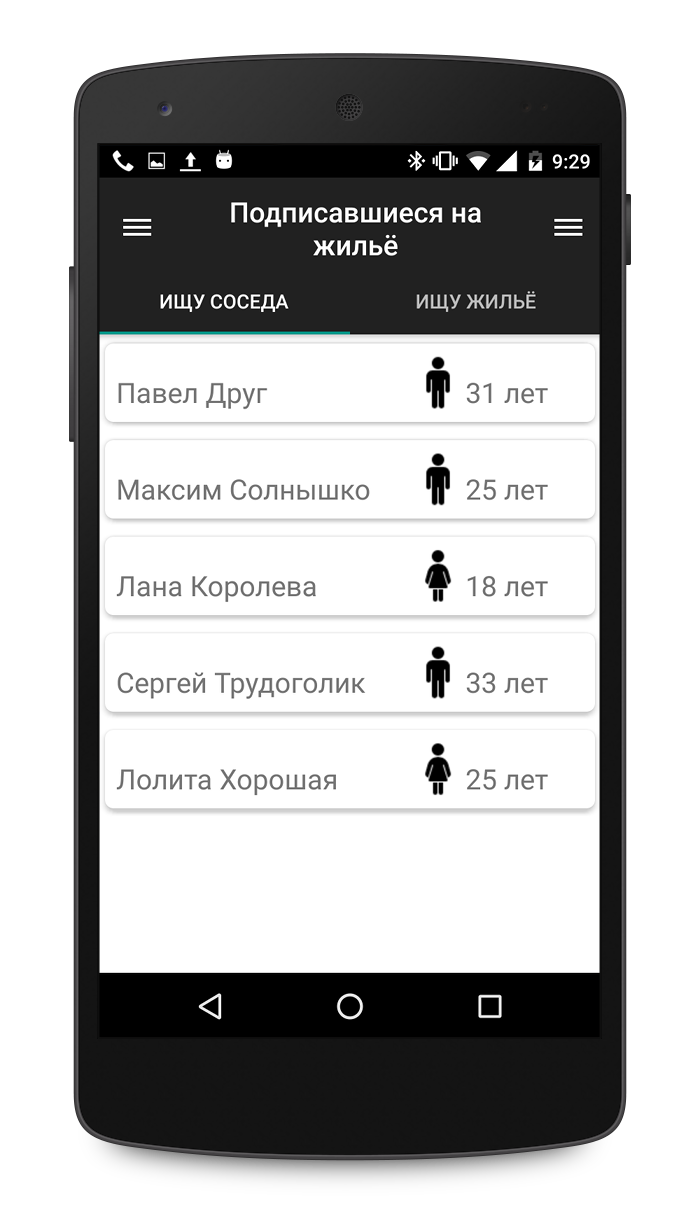 9:29
Подписавшиеся на
жильё
ИЩУ СОСЕДА ИЩУ ЖИЛЬЁ
Павел Друг 31 лет
Максим Солнышко 25 лет
Лана Королева 18 лет
Сергей Трудоголик 33 лет
Лолита Хорошая 25 лет